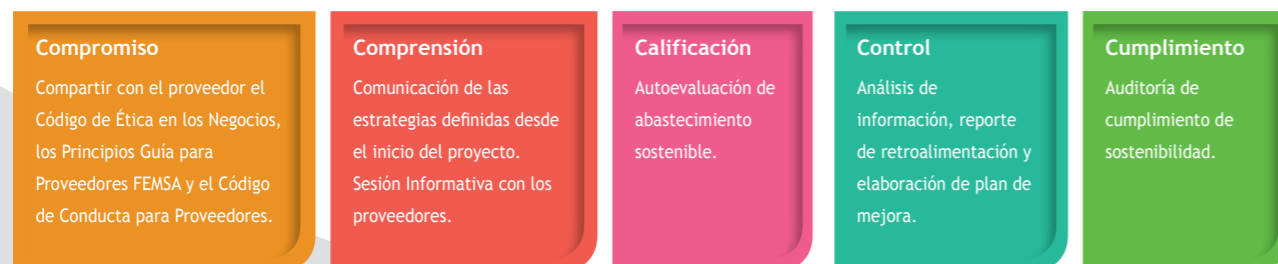 Compromiso
Compartir con el proveedor el
Código de Ética en los Negocios,
los Principios Guía para
Proveedores FEMSA y el Código
de Conducta para Proveedores.
Comprensión
Comunicación de las
estrategias definidas desde
el inicio del proyecto.
Sesión Informativa con los
proveedores.
Calificación
Autoevaluación de
abastecimiento
sostenible.
Control
Análisis de
información, reporte
de retroalimentación y
elaboración de plan de
mejora.
Cumplimiento
Auditoría de
cumplimiento de
sostenibilidad.